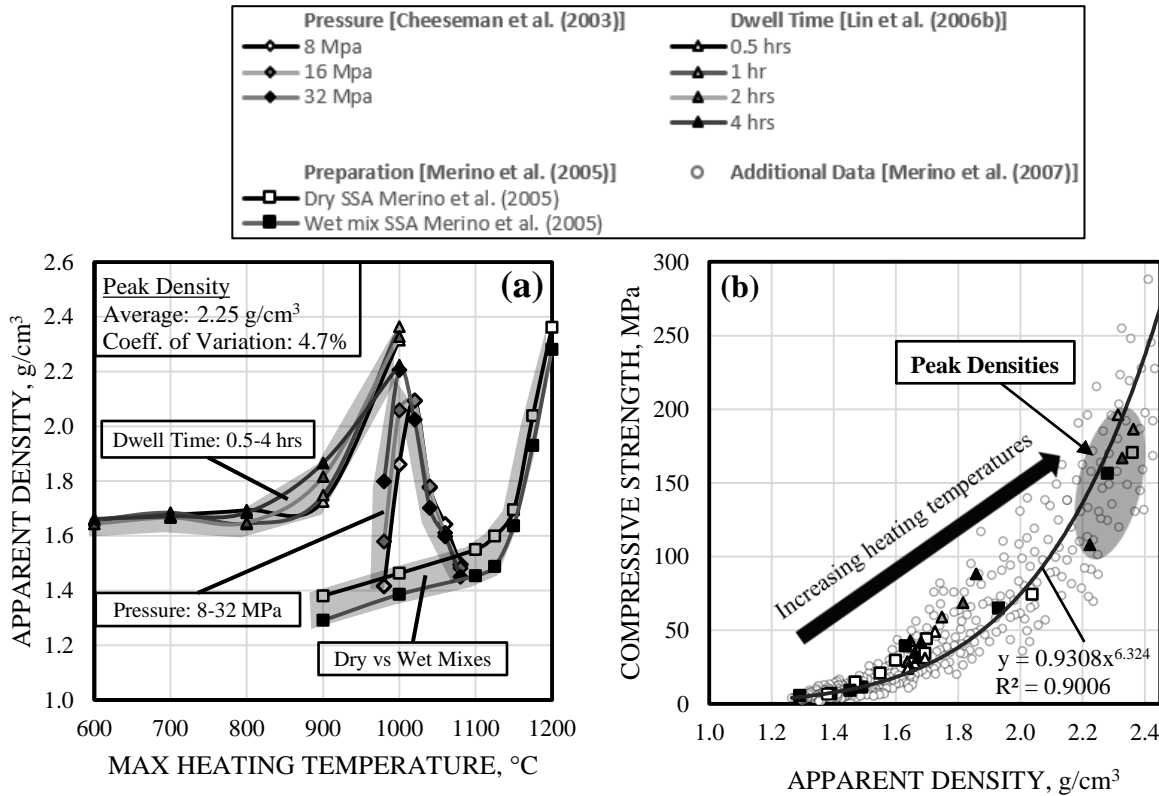 Pressure [Cheeseman et al. (2003)]
8 Mpa
16 Mpa
32 Mpa
Dwell Time [Lin et al. (2006b)]
0.5 hrs
1 hr
2 hrs
4 hrs
Preparation [Merino et al. (2005)]
Dry SSA Merino et al. (2005)
Wet mix SSA Merino et al. (2005)
Additional Data [Merino et al. (2007)]
(a)
Peak Density
Average: 2.25 g/cm³
Coeff. of Variation: 4.7%
Dwell Time: 0.5-4 hrs
Pressure: 8-32 MPa
Dry vs Wet Mixes
APPARENT DENSITY, g/cm³
2.6
2.4
2.2
2.0
1.8
1.6
1.4
1.2
1.0
600 700 800 900 1000 1100 1200
MAX HEATING TEMPERATURE, °C
(b)
Peak Densities
Increasing heating temperatures
y = 0.9308x^6.324
R² = 0.9006
COMPRESSIVE STRENGTH, MPa
300
250
200
150
100
50
0
1.0 1.2 1.4 1.6 1.8 2.0 2.2 2.4
APPARENT DENSITY, g/cm³